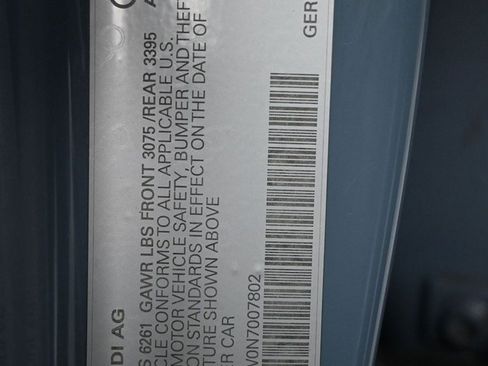 DI AG
S 6261 GAWR LBS FRONT 3075 /REAR 3395
CLE CONFORMS TO ALL APPLICABLE U.S.
MOTOR VEHICLE SAFETY, BUMPER AND THEFT
ON STANDARDS IN EFFECT ON THE DATE OF
TURE SHOWN ABOVE
R CAR
V0N7007802
GER